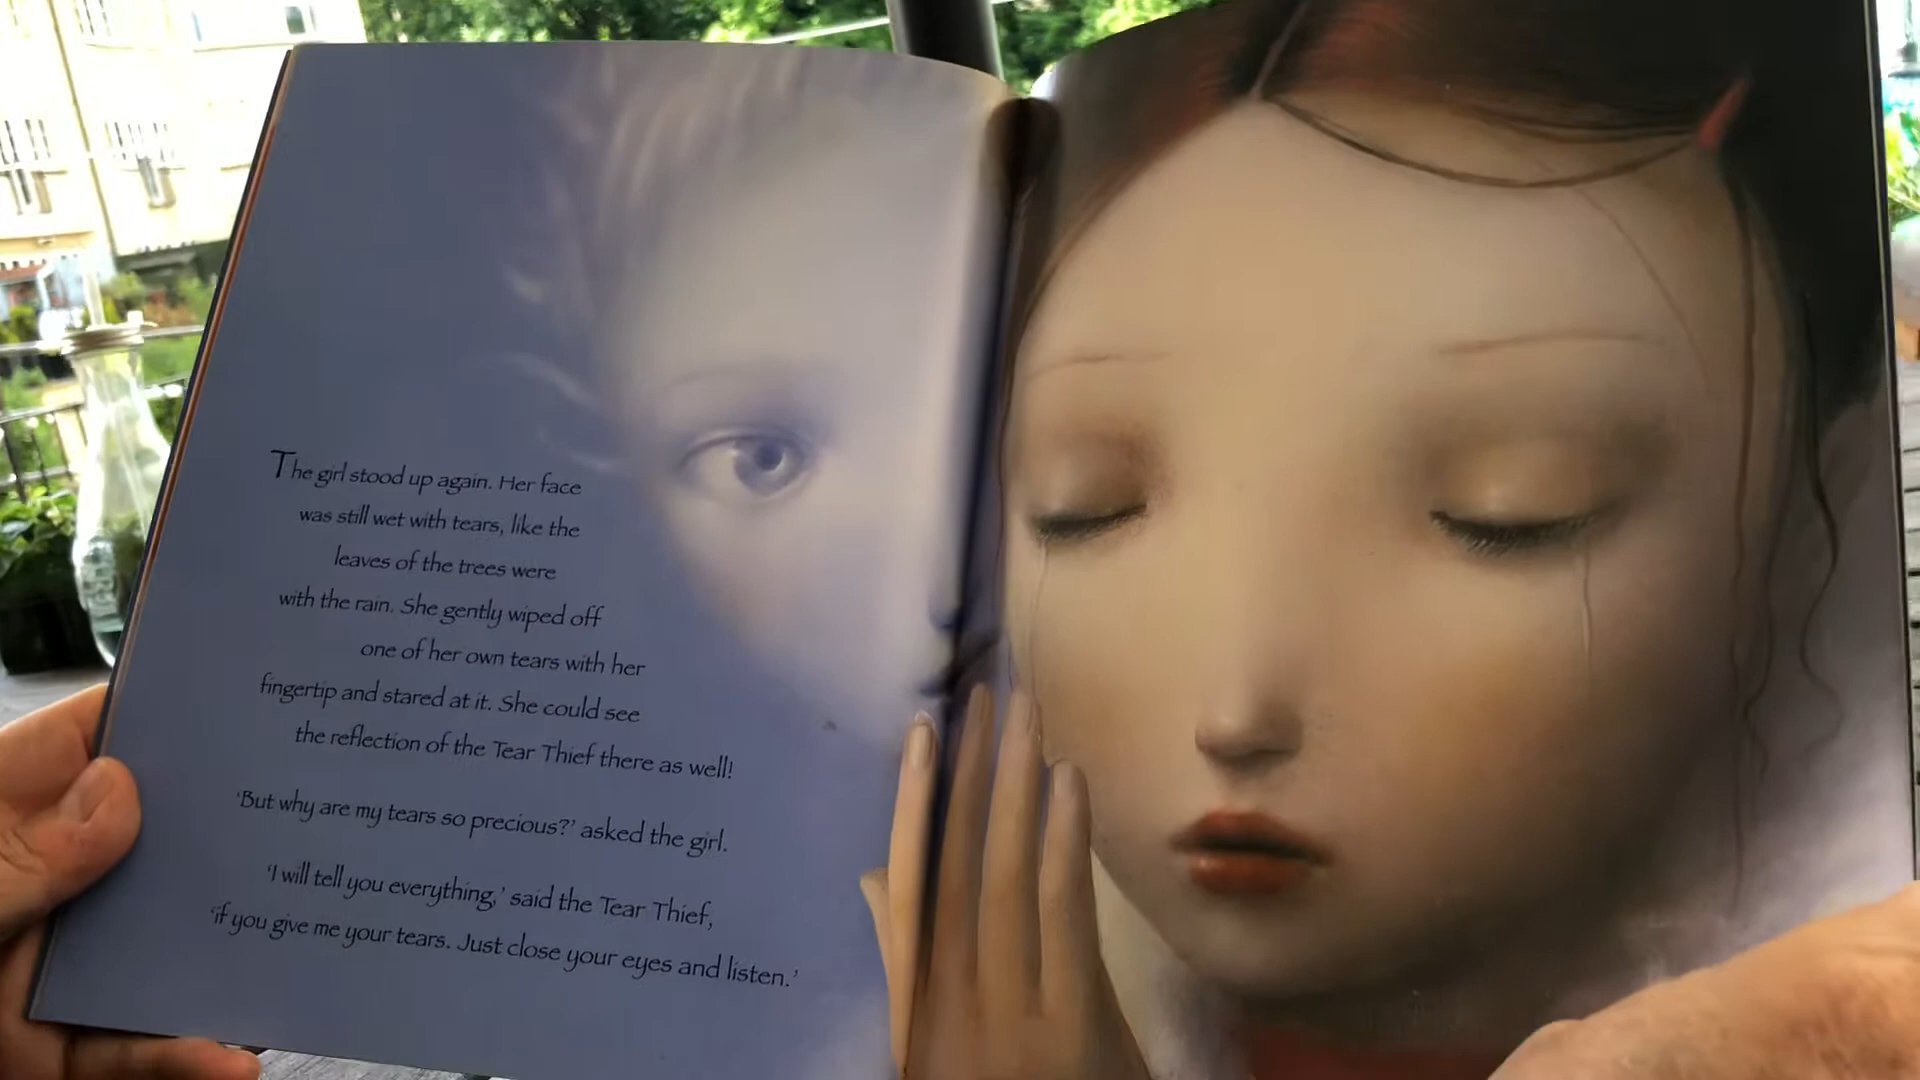 The girl stood up again. Her face
was still wet with tears, like the
leaves of the trees were
with the rain. She gently wiped off
one of her own tears with her
fingertip and stared at it. She could see
the reflection of the Tear Thief there as well!
‘But why are my tears so precious?’ asked the girl.
‘I will tell you everything,’ said the Tear Thief,
‘if you give me your tears. Just close your eyes and listen.’